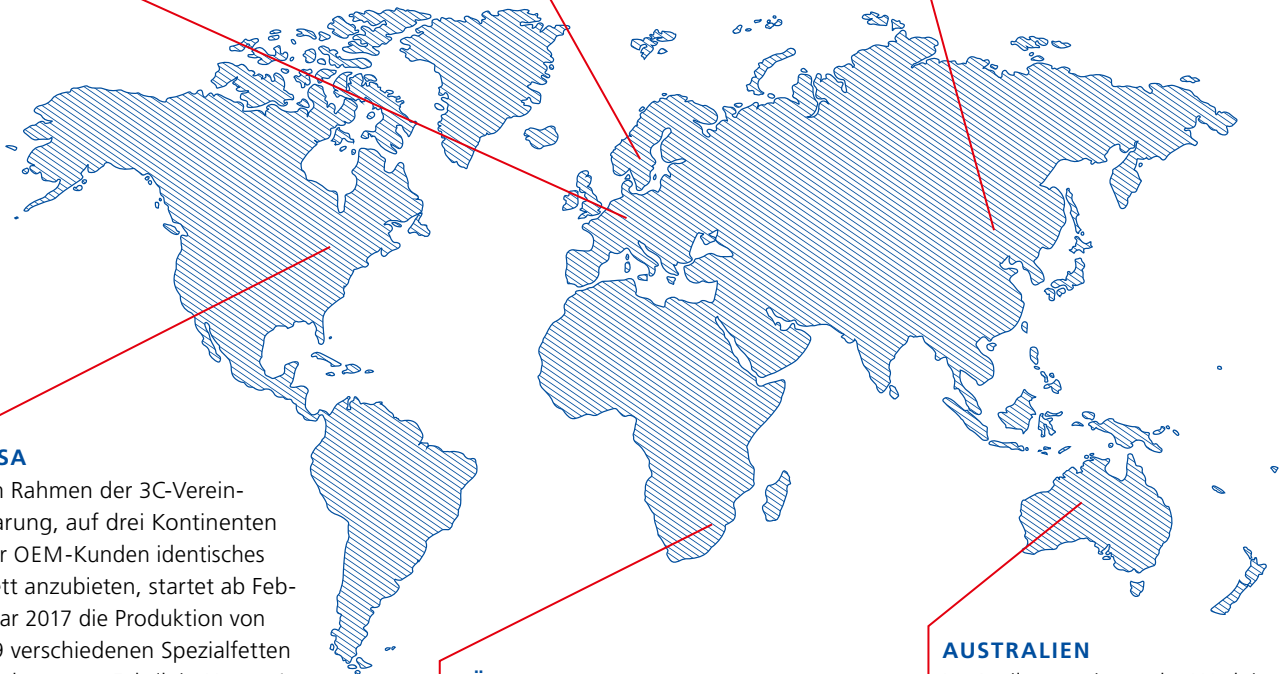 SA
Rahmen der 3C-Verein-
arung, auf drei Kontinenten
r OEM-Kunden identisches
ett anzubieten, startet ab Feb-
ar 2017 die Produktion von
9 verschiedenen Spezialfetten
AUSTRALIEN